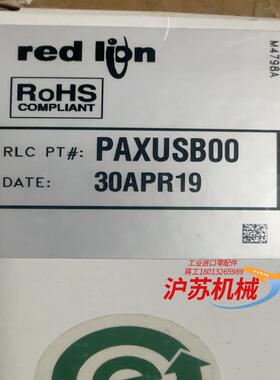 red lion
M4798A
RoHS
COMPLIANT
RLC PT#: PAXUSB00
DATE: 30APR19
工业进口零配件
蒋工18013265989
沪苏机械